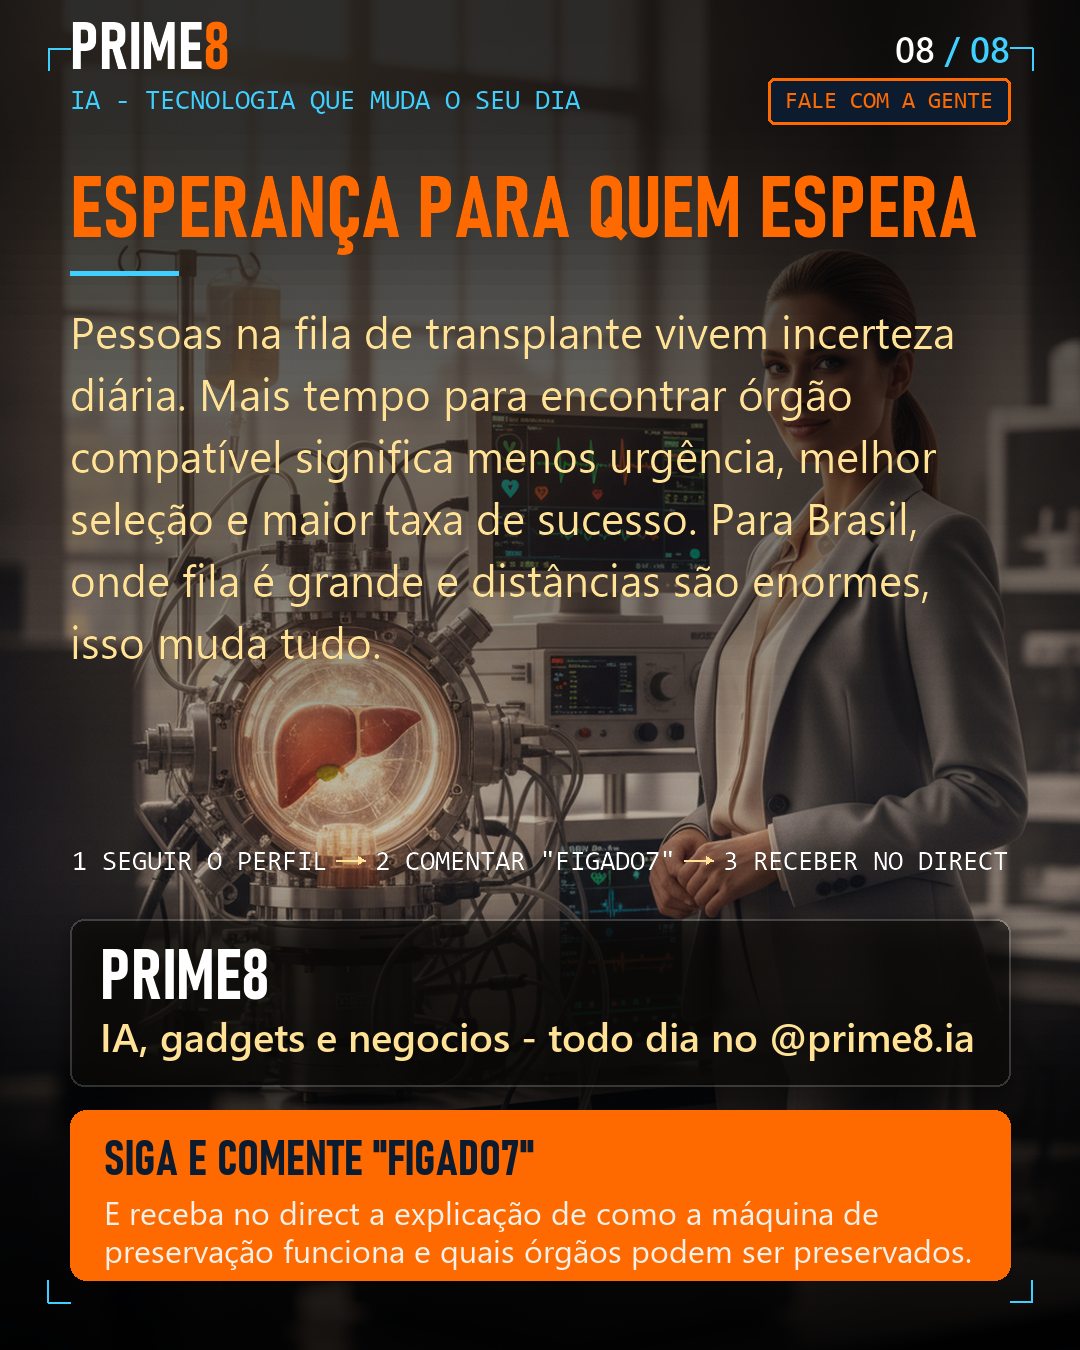 PRIME8
08 / 08
IA - TECNOLOGIA QUE MUDA O SEU DIA
FALE COM A GENTE
ESPERANÇA PARA QUEM ESPERA
Pessoas na fila de transplante vivem incerteza
diária. Mais tempo para encontrar órgão
compatível significa menos urgência, melhor
seleção e maior taxa de sucesso. Para Brasil,
onde fila é grande e distâncias são enormes,
isso muda tudo.
1 SEGUIR O PERFIL → 2 COMENTAR "FIGADO7" → 3 RECEBER NO DIRECT
PRIME8
IA, gadgets e negocios - todo dia no @prime8.ia
SIGA E COMENTE "FIGADO7"
E receba no direct a explicação de como a máquina de
preservação funciona e quais órgãos podem ser preservados.